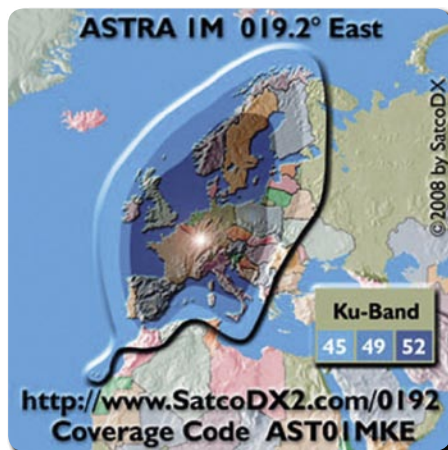 ASTRA 1M 019.2° East
©2008 by SatcoDX
Ku-Band
45 49 52
http://www.SatcoDX2.com/0192
Coverage Code AST01MKE